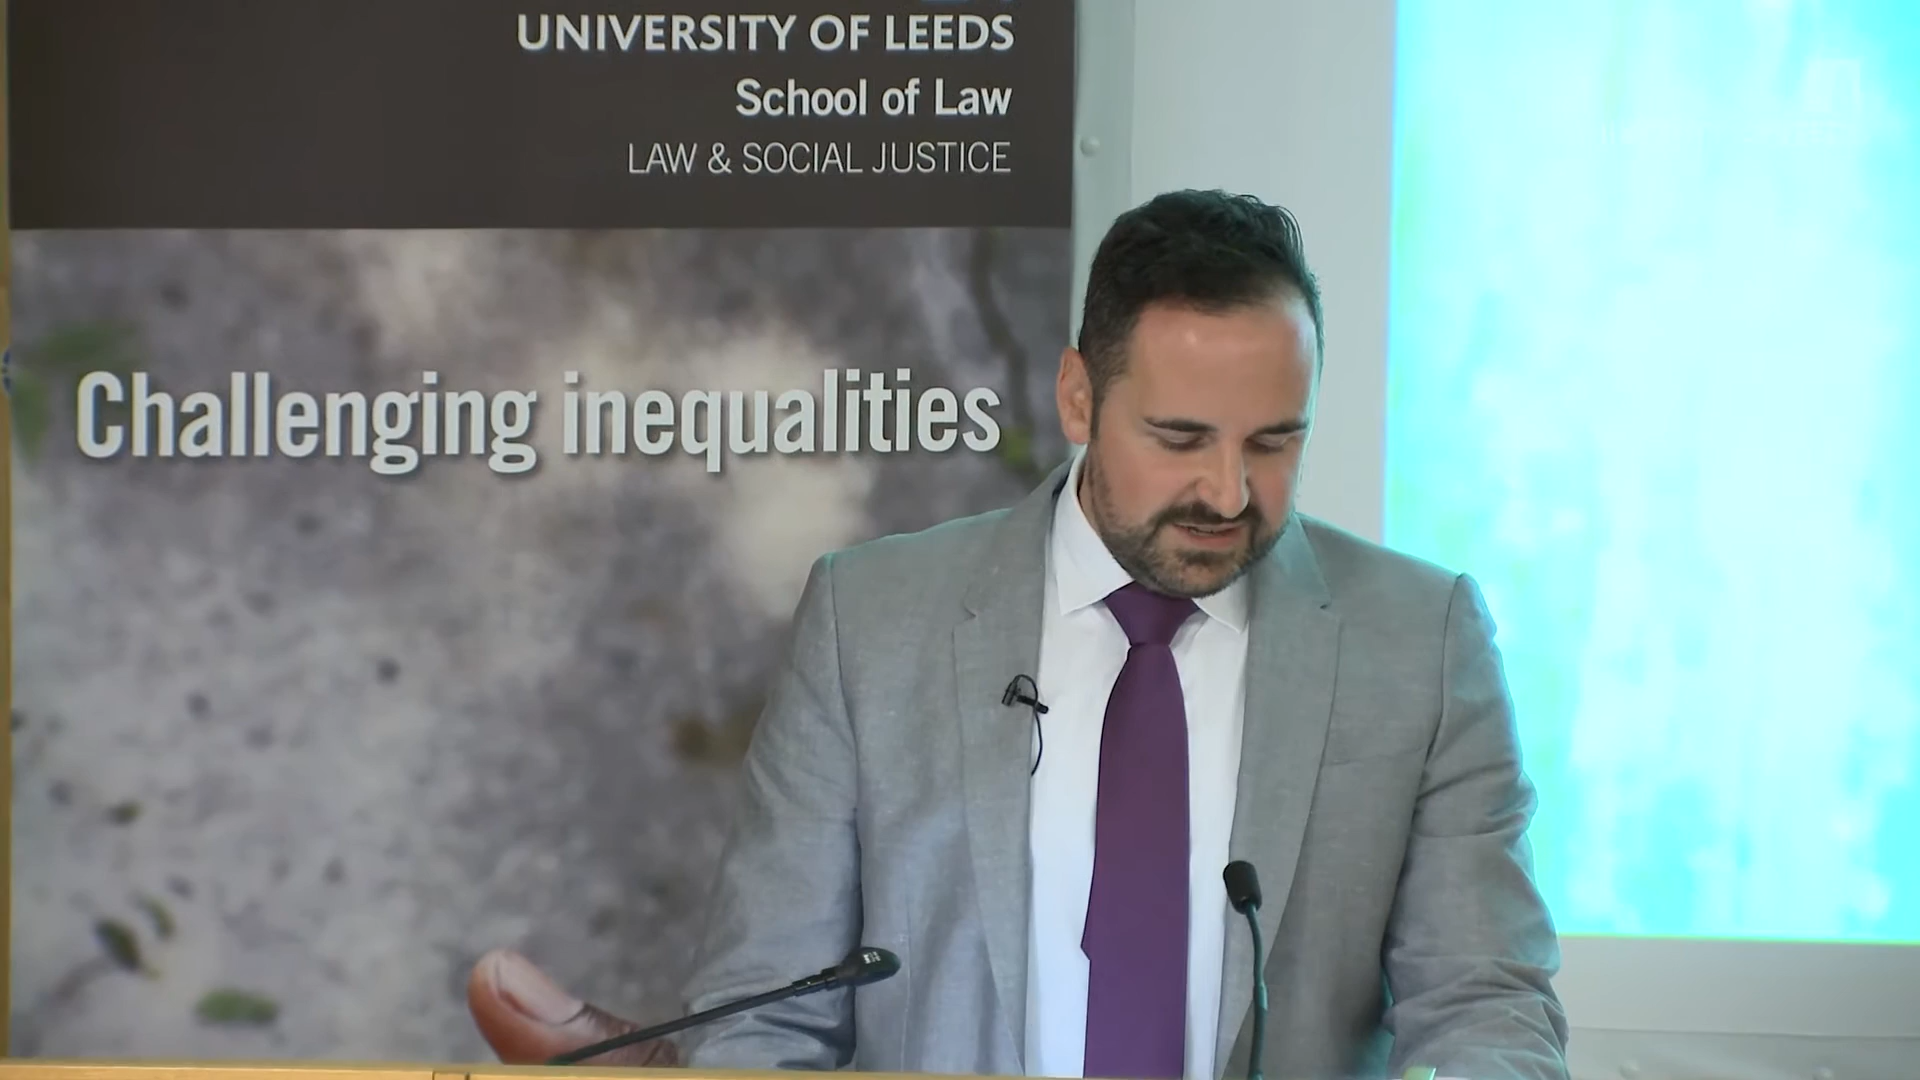 UNIVERSITY OF LEEDS
School of Law
LAW & SOCIAL JUSTICE
Challenging inequalities